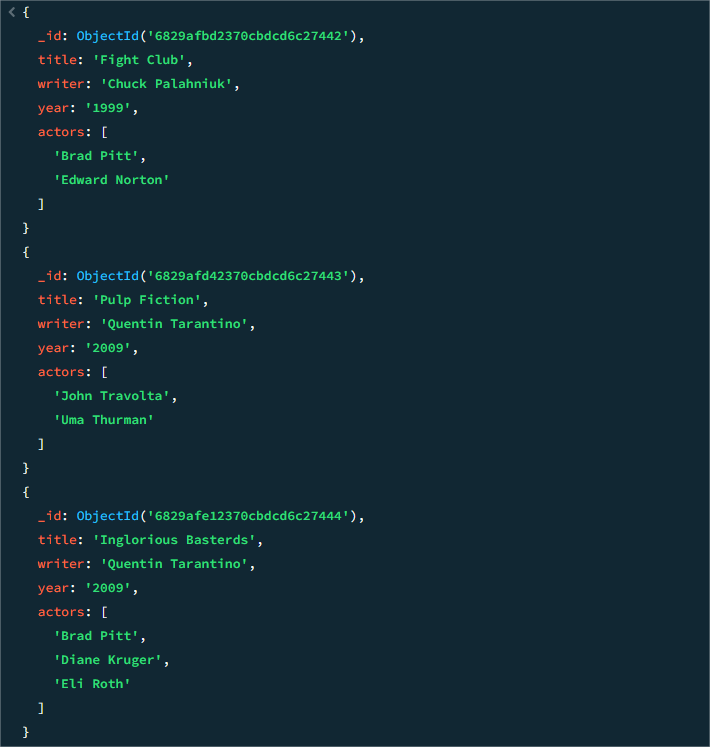 {
_id: ObjectId('6829afbd2370cbdcd6c27442'),
title: 'Fight Club',
writer: 'Chuck Palahniuk',
year: '1999',
actors: [
'Brad Pitt',
'Edward Norton'
]
}
{
_id: ObjectId('6829afd42370cbdcd6c27443'),
title: 'Pulp Fiction',
writer: 'Quentin Tarantino',
year: '2009',
actors: [
'John Travolta',
'Uma Thurman'
]
}
{
_id: ObjectId('6829afe12370cbdcd6c27444'),
title: 'Inglorious Basterds',
writer: 'Quentin Tarantino',
year: '2009',
actors: [
'Brad Pitt',
'Diane Kruger',
'Eli Roth'
]
}